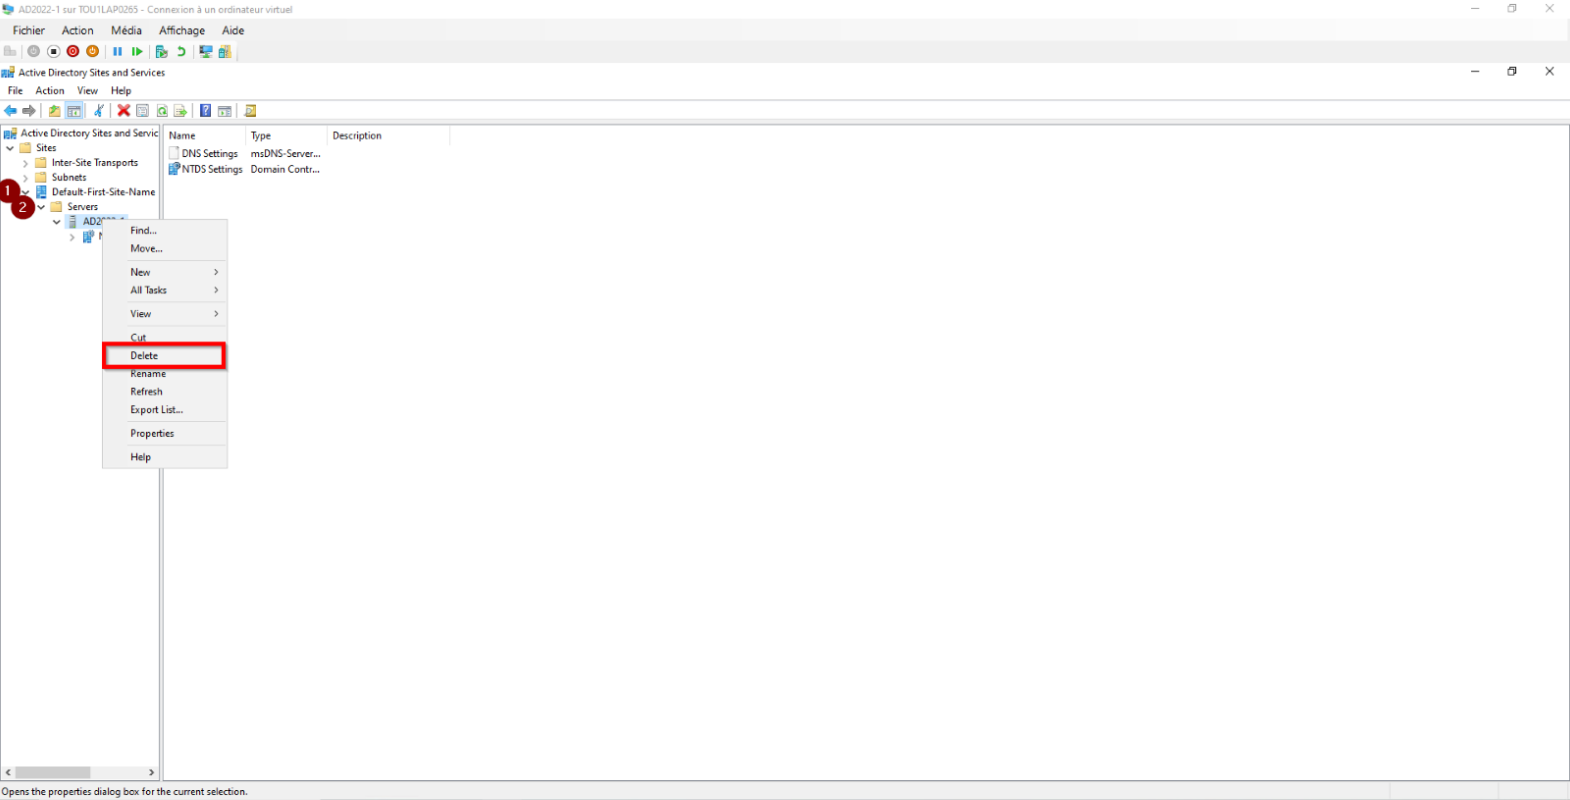 AD2022-1 sur TOU1LAP0265 - Connexion à un ordinateur virtuel
Fichier Action Média Affichage Aide
Active Directory Sites and Services
File Action View Help
Active Directory Sites and Servic
Name Type Description
Sites
DNS Settings msDNS-Server...
Inter-Site Transports
NTDS Settings Domain Contr...
Subnets
1 Default-First-Site-Name
2 Servers
Find...
Move...
New
All Tasks
View
Cut
Delete
Rename
Refresh
Export List...
Properties
Help
Opens the properties dialog box for the current selection.